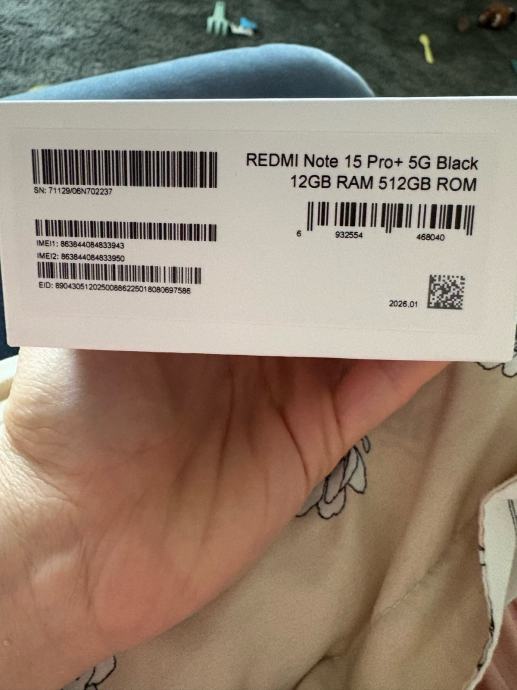 REDMI Note 15 Pro+ 5G Black
12GB RAM 512GB ROM
SN: 71129/06N702237
6 932554 468040
IMEI1: 863844084833943
IMEI2: 863844084833950
EID: 89043051202500886225018080697586
2026.01